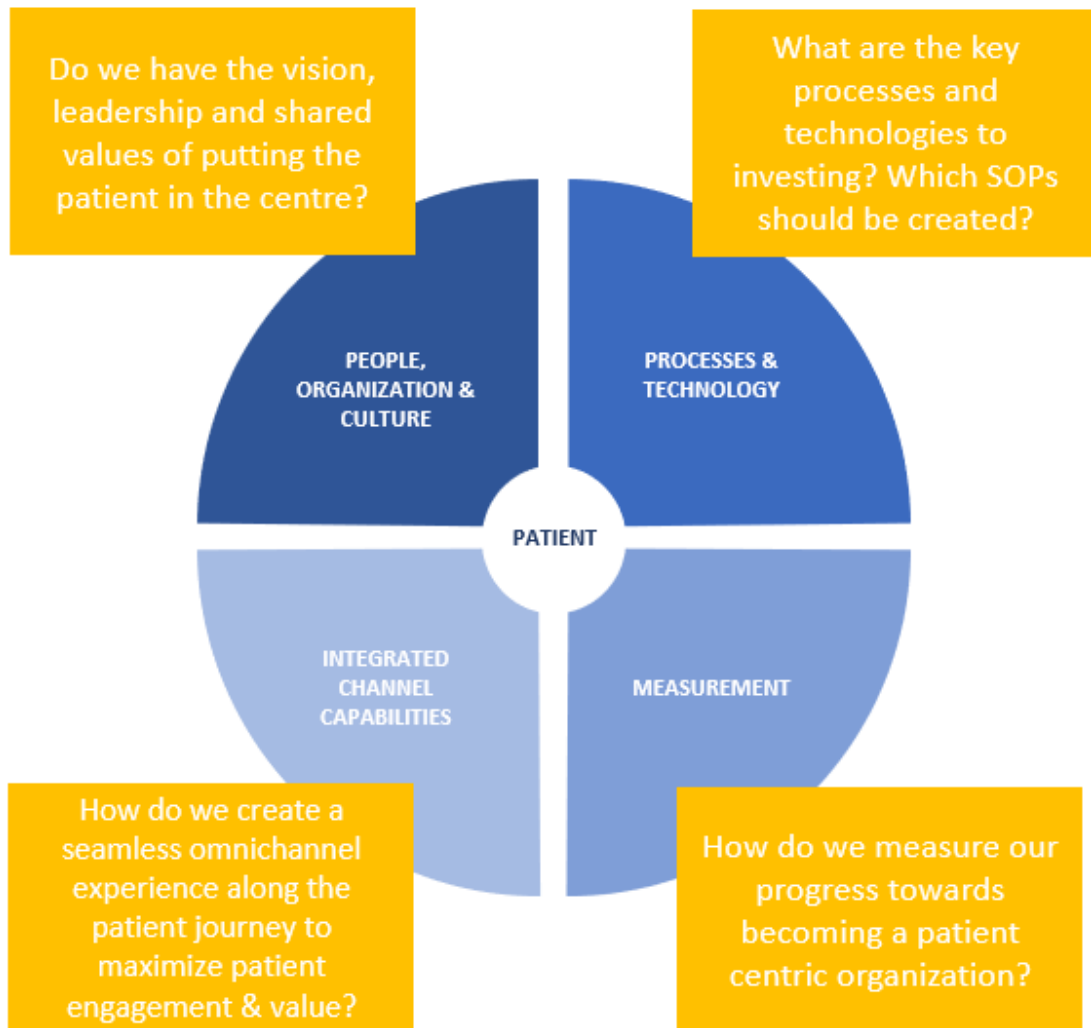 Do we have the vision,
leadership and shared
values of putting the
patient in the centre?
What are the key
processes and
technologies to
investing? Which SOPs
should be created?
PEOPLE,
ORGANIZATION &
CULTURE
PROCESSES &
TECHNOLOGY
PATIENT
INTEGRATED
CHANNEL
CAPABILITIES
MEASUREMENT
How do we create a
seamless omnichannel
experience along the
patient journey to
maximize patient
engagement & value?
How do we measure our
progress towards
becoming a patient
centric organization?